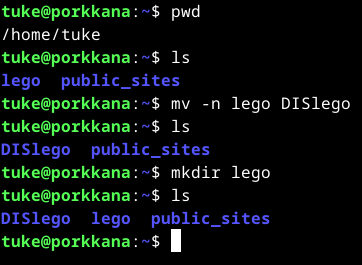 tuke@porkkana:~$ pwd
/home/tuke
tuke@porkkana:~$ ls
lego  public_sites
tuke@porkkana:~$ mv -n lego DISlego
tuke@porkkana:~$ ls
DISlego  public_sites
tuke@porkkana:~$ mkdir lego
tuke@porkkana:~$ ls
DISlego  lego  public_sites
tuke@porkkana:~$